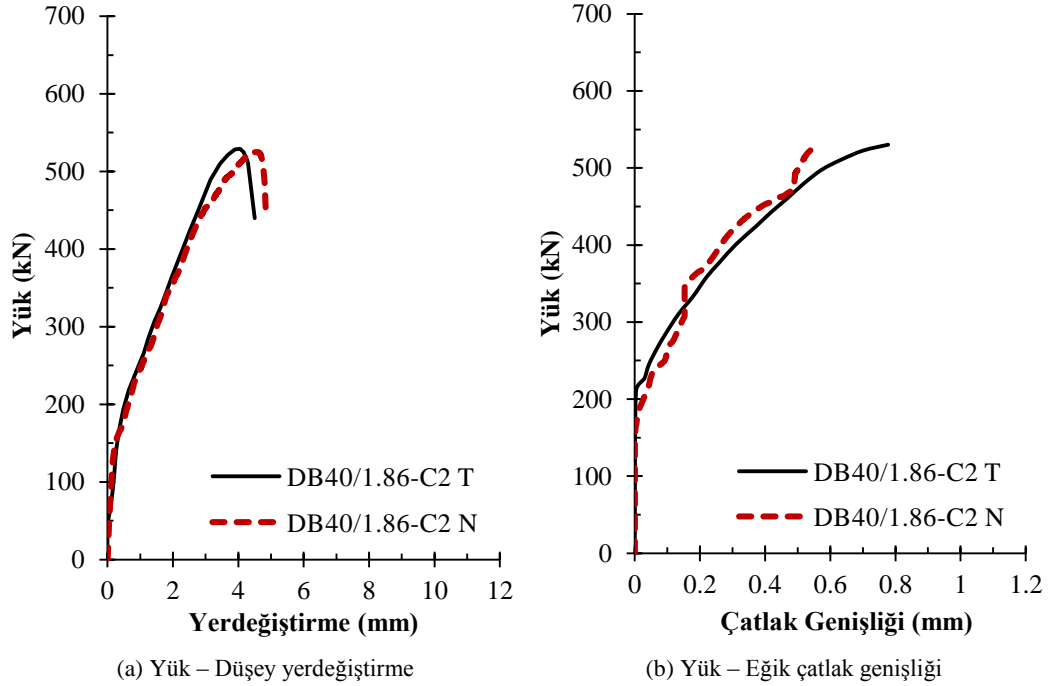 700
600
500
400
300
200
100
0
Yük (kN)
0 2 4 6 8 10 12
Yerdeğiştirme (mm)
DB40/1.86-C2 T
DB40/1.86-C2 N
(a) Yük – Düşey yerdeğiştirme
700
600
500
400
300
200
100
0
Yük (kN)
0 0.2 0.4 0.6 0.8 1 1.2
Çatlak Genişliği (mm)
DB40/1.86-C2 T
DB40/1.86-C2 N
(b) Yük – Eğik çatlak genişliği